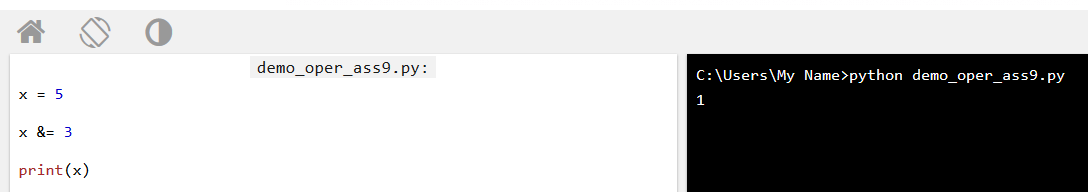 demo_oper_ass9.py:
x = 5
x &= 3
print(x)
C:\Users\My Name>python demo_oper_ass9.py
1